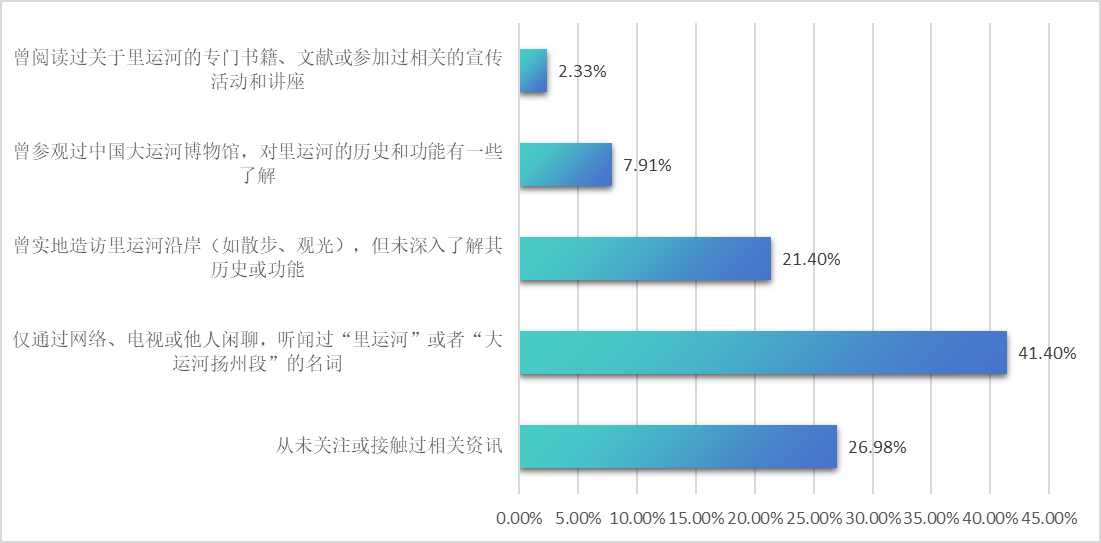 曾阅读过关于里运河的专门书籍、文献或参加过相关的宣传
活动和讲座
2.33%
曾参观过中国大运河博物馆，对里运河的历史和功能有一些
了解
7.91%
曾实地造访里运河沿岸（如散步、观光），但未深入了解其
历史或功能
21.40%
仅通过网络、电视或他人闲聊，听闻过“里运河”或者“大
运河扬州段”的名词
41.40%
从未关注或接触过相关资讯
26.98%
0.00% 5.00% 10.00% 15.00% 20.00% 25.00% 30.00% 35.00% 40.00% 45.00%